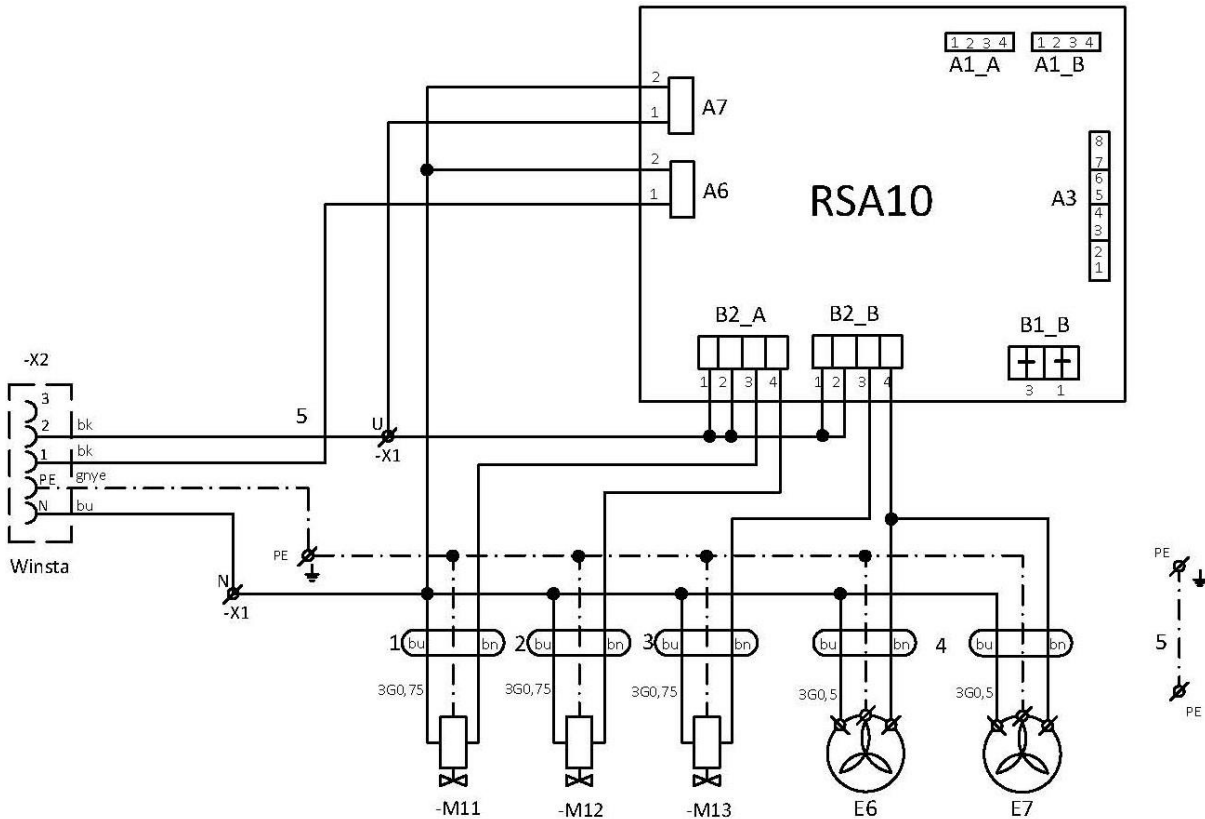 1 2 3 4 1 2 3 4
A1_A A1_B
2
A7
1
2
A6
1
RSA10
8
7
6
5
A3
4
3
2
1
B2_A B2_B B1_B
1 2 3 4 1 2 3 4 3 1
-X2
3
2 bk
5
U
-X1
1 bk
PE gnye
N bu
Winsta
PE
N
-X1
PE
1 bu bn 2 bu bn 3 bu bn bu bn 4 bu bn 5
3G0,75 3G0,75 3G0,75 3G0,5 3G0,5
PE
-M11 -M12 -M13 E6 E7